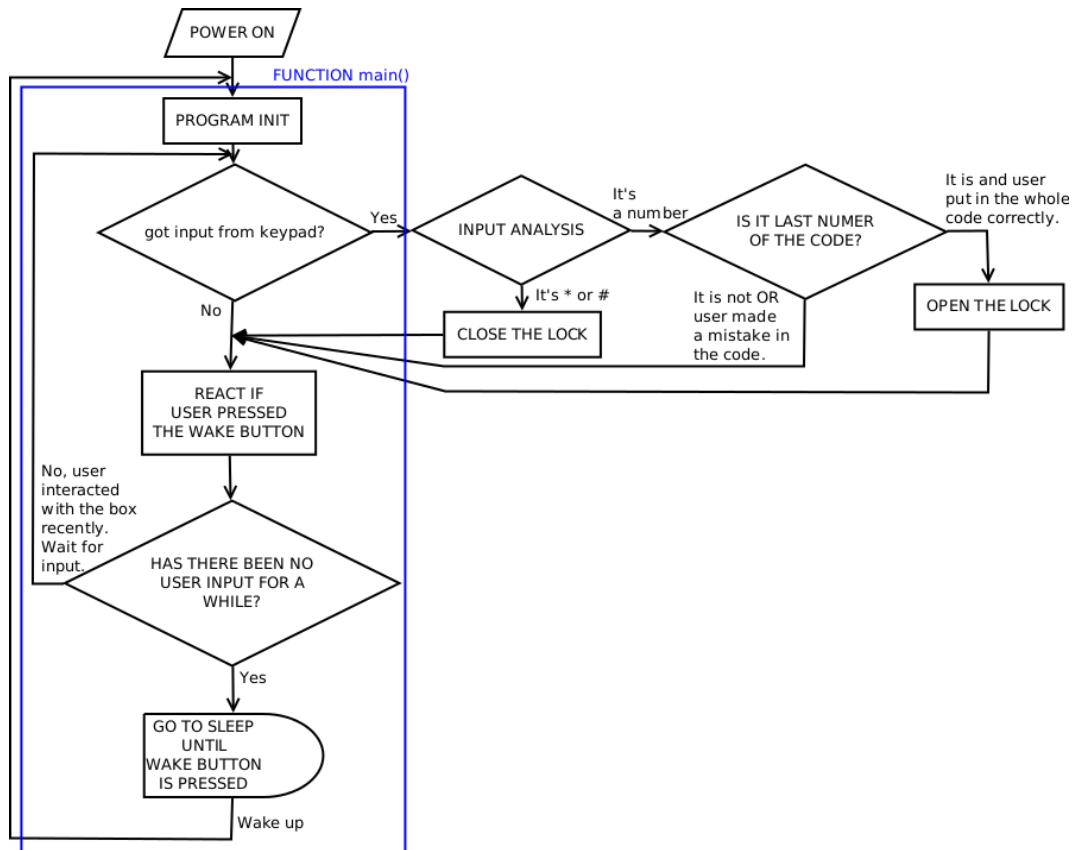 POWER ON
FUNCTION main()
PROGRAM INIT
got input from keypad?
Yes
INPUT ANALYSIS
It's
a number
IS IT LAST NUMER
OF THE CODE?
It is and user
put in the whole
code correctly.
No
It's * or #
CLOSE THE LOCK
It is not OR
user made
a mistake in
the code.
OPEN THE LOCK
REACT IF
USER PRESSED
THE WAKE BUTTON
No, user
interacted
with the box
recently.
Wait for
input.
HAS THERE BEEN NO
USER INPUT FOR A
WHILE?
Yes
GO TO SLEEP
UNTIL
WAKE BUTTON
IS PRESSED
Wake up